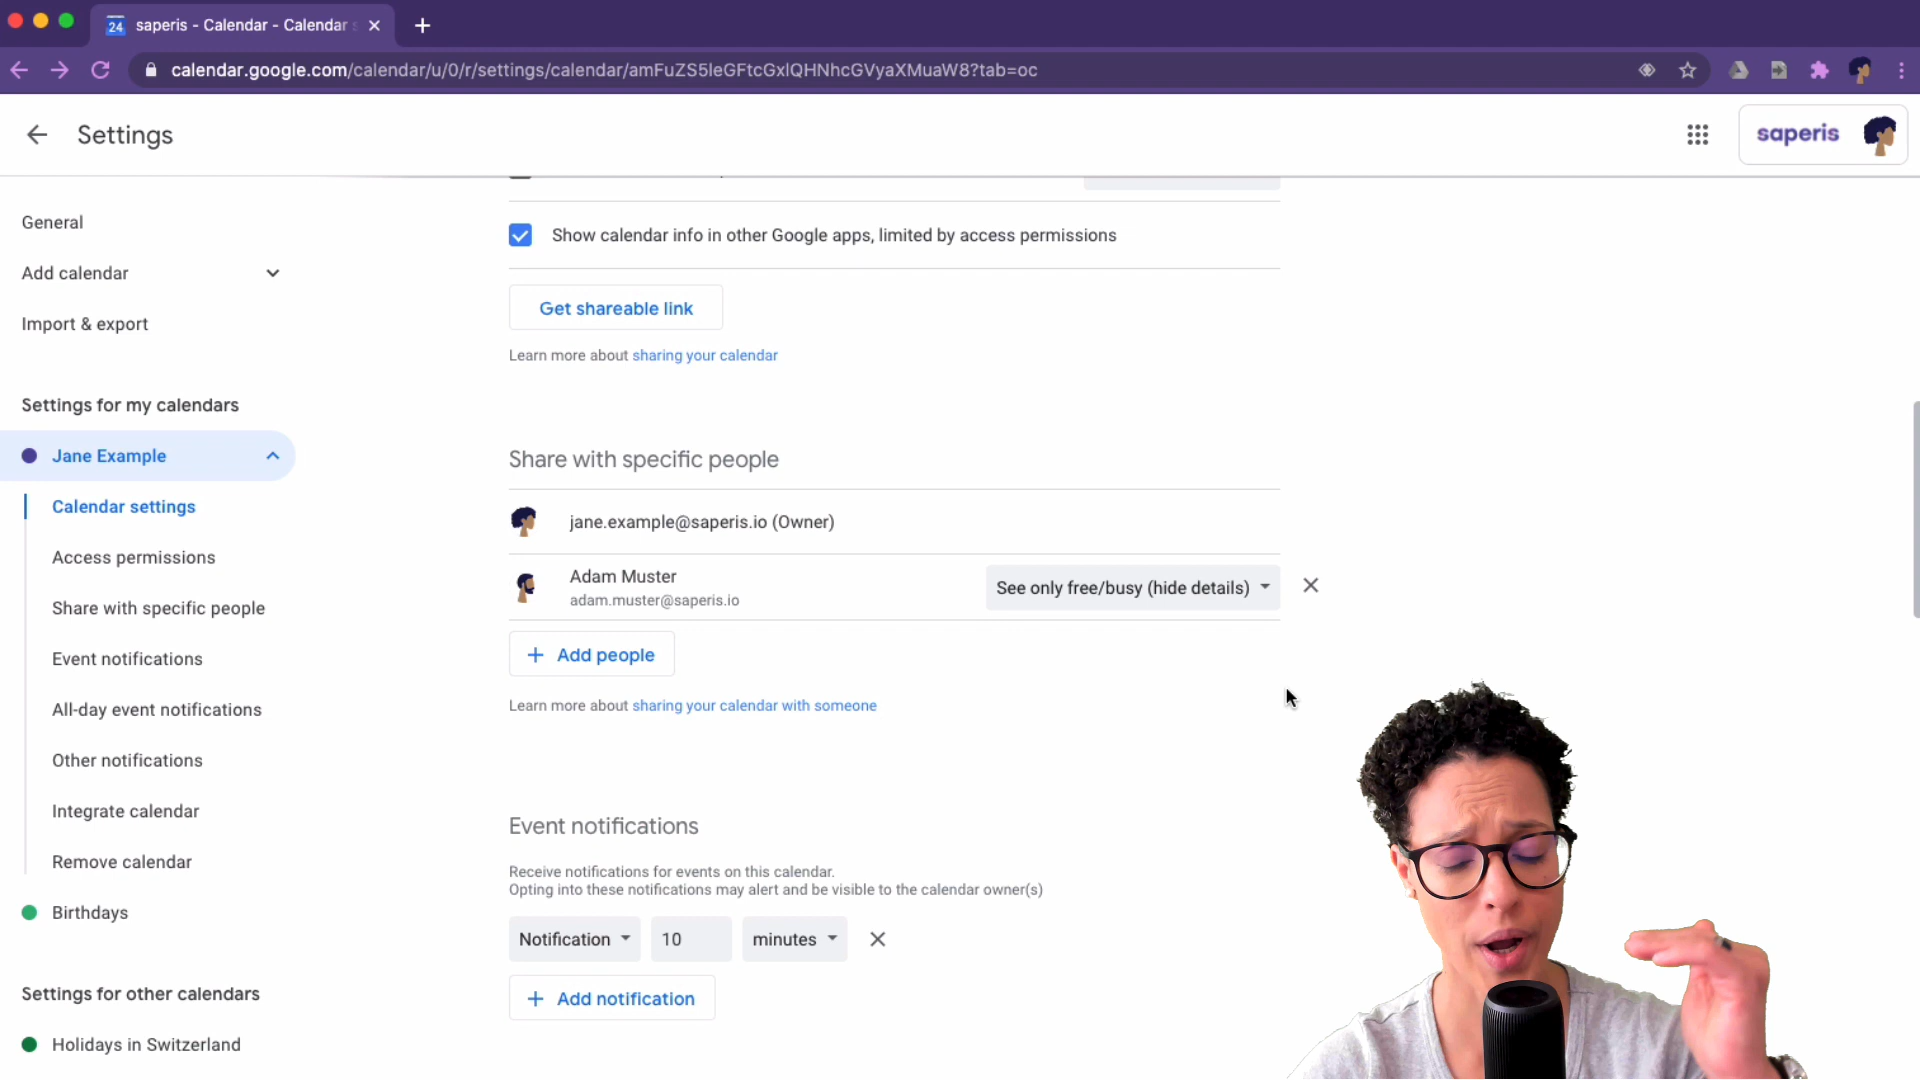 24 saperis - Calendar - Calendar
calendar.google.com/calendar/u/0/r/settings/calendar/amFuZS5leGFtcGxlQHNhcGVyaXMuaW8?tab=oc
Settings
saperis
General
Add calendar
Import & export
Settings for my calendars
Jane Example
Calendar settings
Access permissions
Share with specific people
Event notifications
All-day event notifications
Other notifications
Integrate calendar
Remove calendar
Birthdays
Settings for other calendars
Holidays in Switzerland
Show calendar info in other Google apps, limited by access permissions
Get shareable link
Learn more about sharing your calendar
Share with specific people
jane.example@saperis.io (Owner)
Adam Muster
adam.muster@saperis.io
See only free/busy (hide details)
+ Add people
Learn more about sharing your calendar with someone
Event notifications
Receive notifications for events on this calendar.
Opting into these notifications may alert and be visible to the calendar owner(s)
Notification 10 minutes
+ Add notification